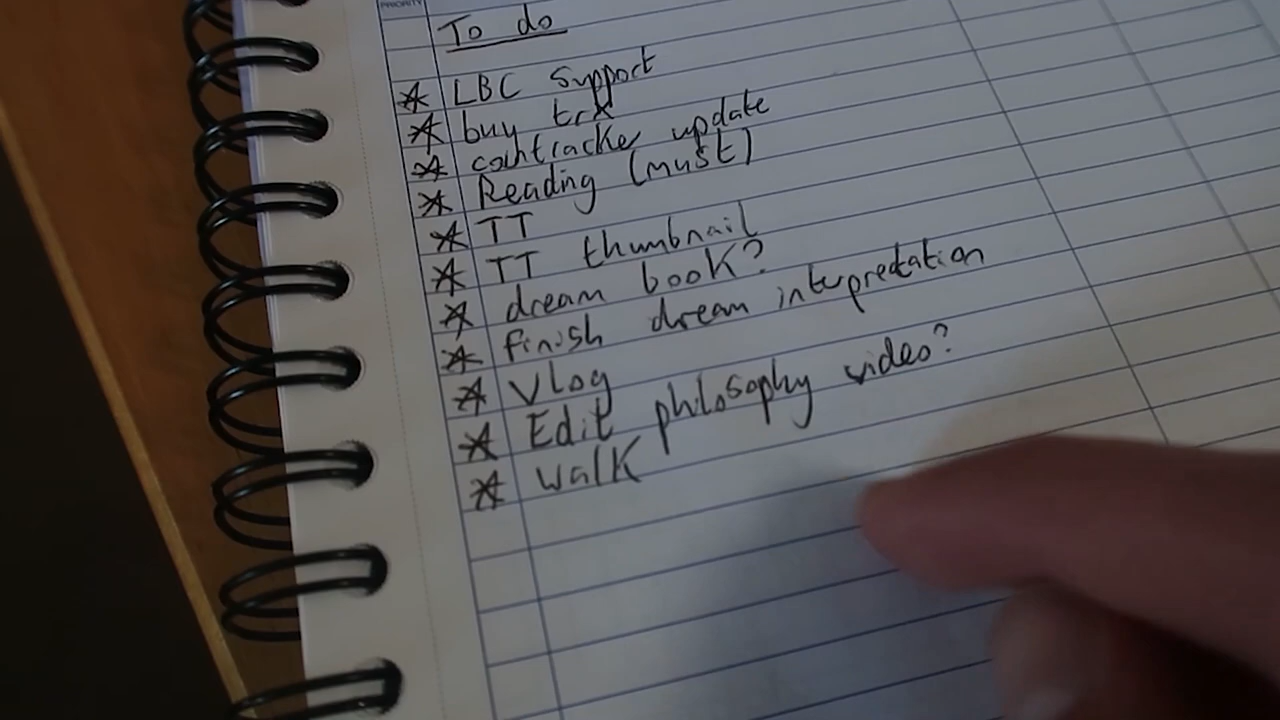 PRIORITY
To do
* LBC Support
* buy trx
* cointracker update
* Reading (must)
* TT
* TT thumbnail
* dream book?
* finish dream interpretation
* Vlog
* Edit philosophy video?
* walk